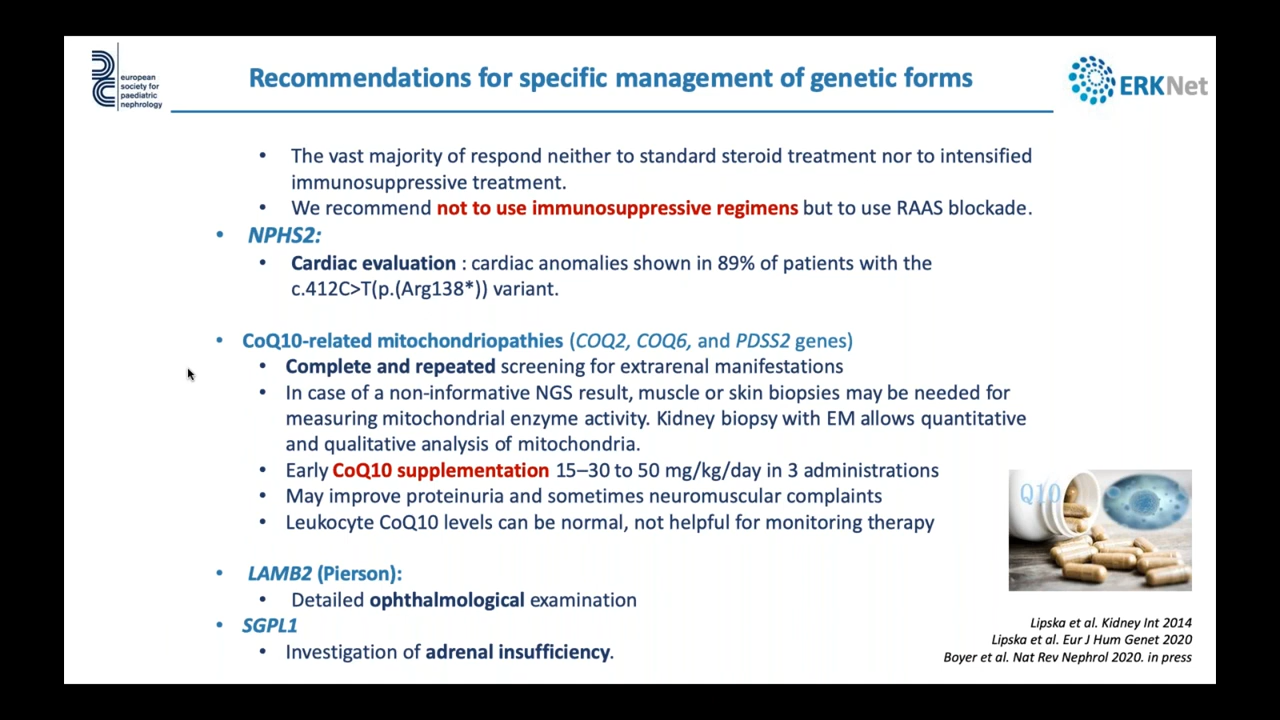 european
society for
paediatric
nephrology
Recommendations for specific management of genetic forms
ERKNet
• The vast majority of respond neither to standard steroid treatment nor to intensified
immunosuppressive treatment.
• We recommend not to use immunosuppressive regimens but to use RAAS blockade.
• NPHS2:
• Cardiac evaluation : cardiac anomalies shown in 89% of patients with the
c.412C>T(p.(Arg138*)) variant.
• CoQ10-related mitochondriopathies (COQ2, COQ6, and PDSS2 genes)
• Complete and repeated screening for extrarenal manifestations
• In case of a non-informative NGS result, muscle or skin biopsies may be needed for
measuring mitochondrial enzyme activity. Kidney biopsy with EM allows quantitative
and qualitative analysis of mitochondria.
• Early CoQ10 supplementation 15–30 to 50 mg/kg/day in 3 administrations
• May improve proteinuria and sometimes neuromuscular complaints
• Leukocyte CoQ10 levels can be normal, not helpful for monitoring therapy
Q10
• LAMB2 (Pierson):
• Detailed ophthalmological examination
• SGPL1
• Investigation of adrenal insufficiency.
Lipska et al. Kidney Int 2014
Lipska et al. Eur J Hum Genet 2020
Boyer et al. Nat Rev Nephrol 2020. in press